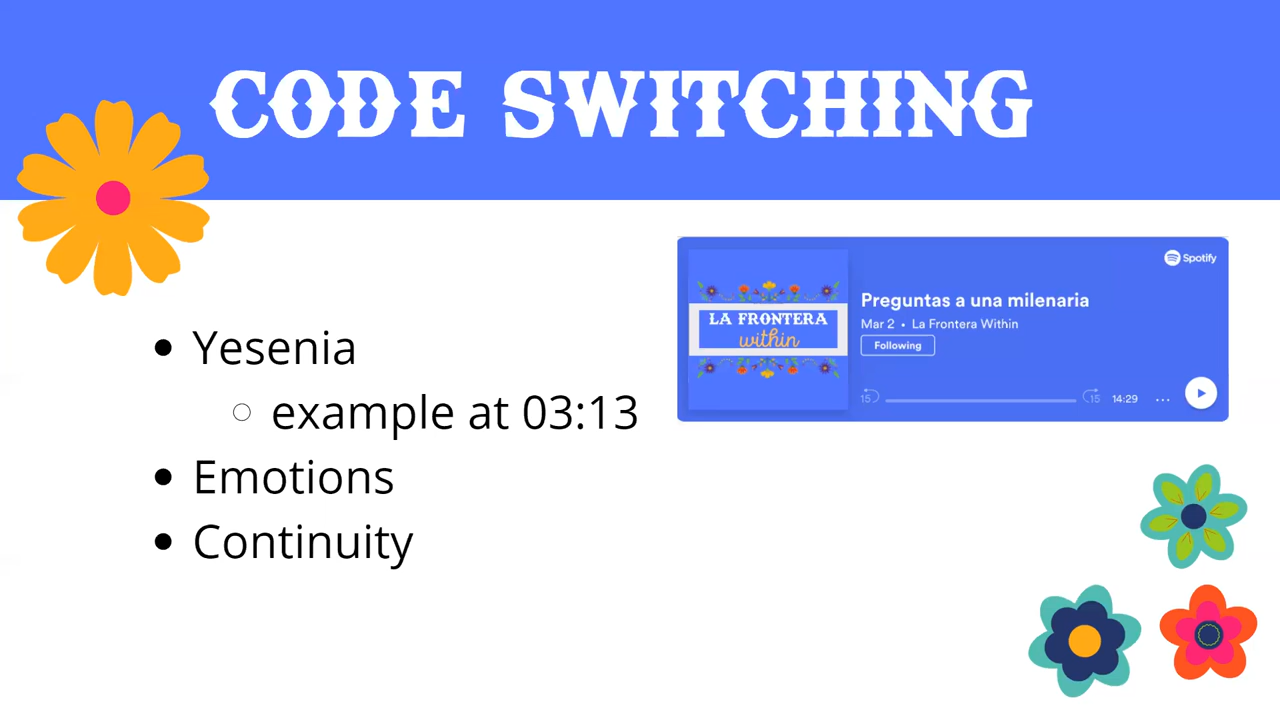 CODE SWITCHING
Yesenia
example at 03:13
Emotions
Continuity
Spotify
LA FRONTERA
within
Preguntas a una milenaria
Mar 2 • La Frontera Within
Following
15
15
14:29